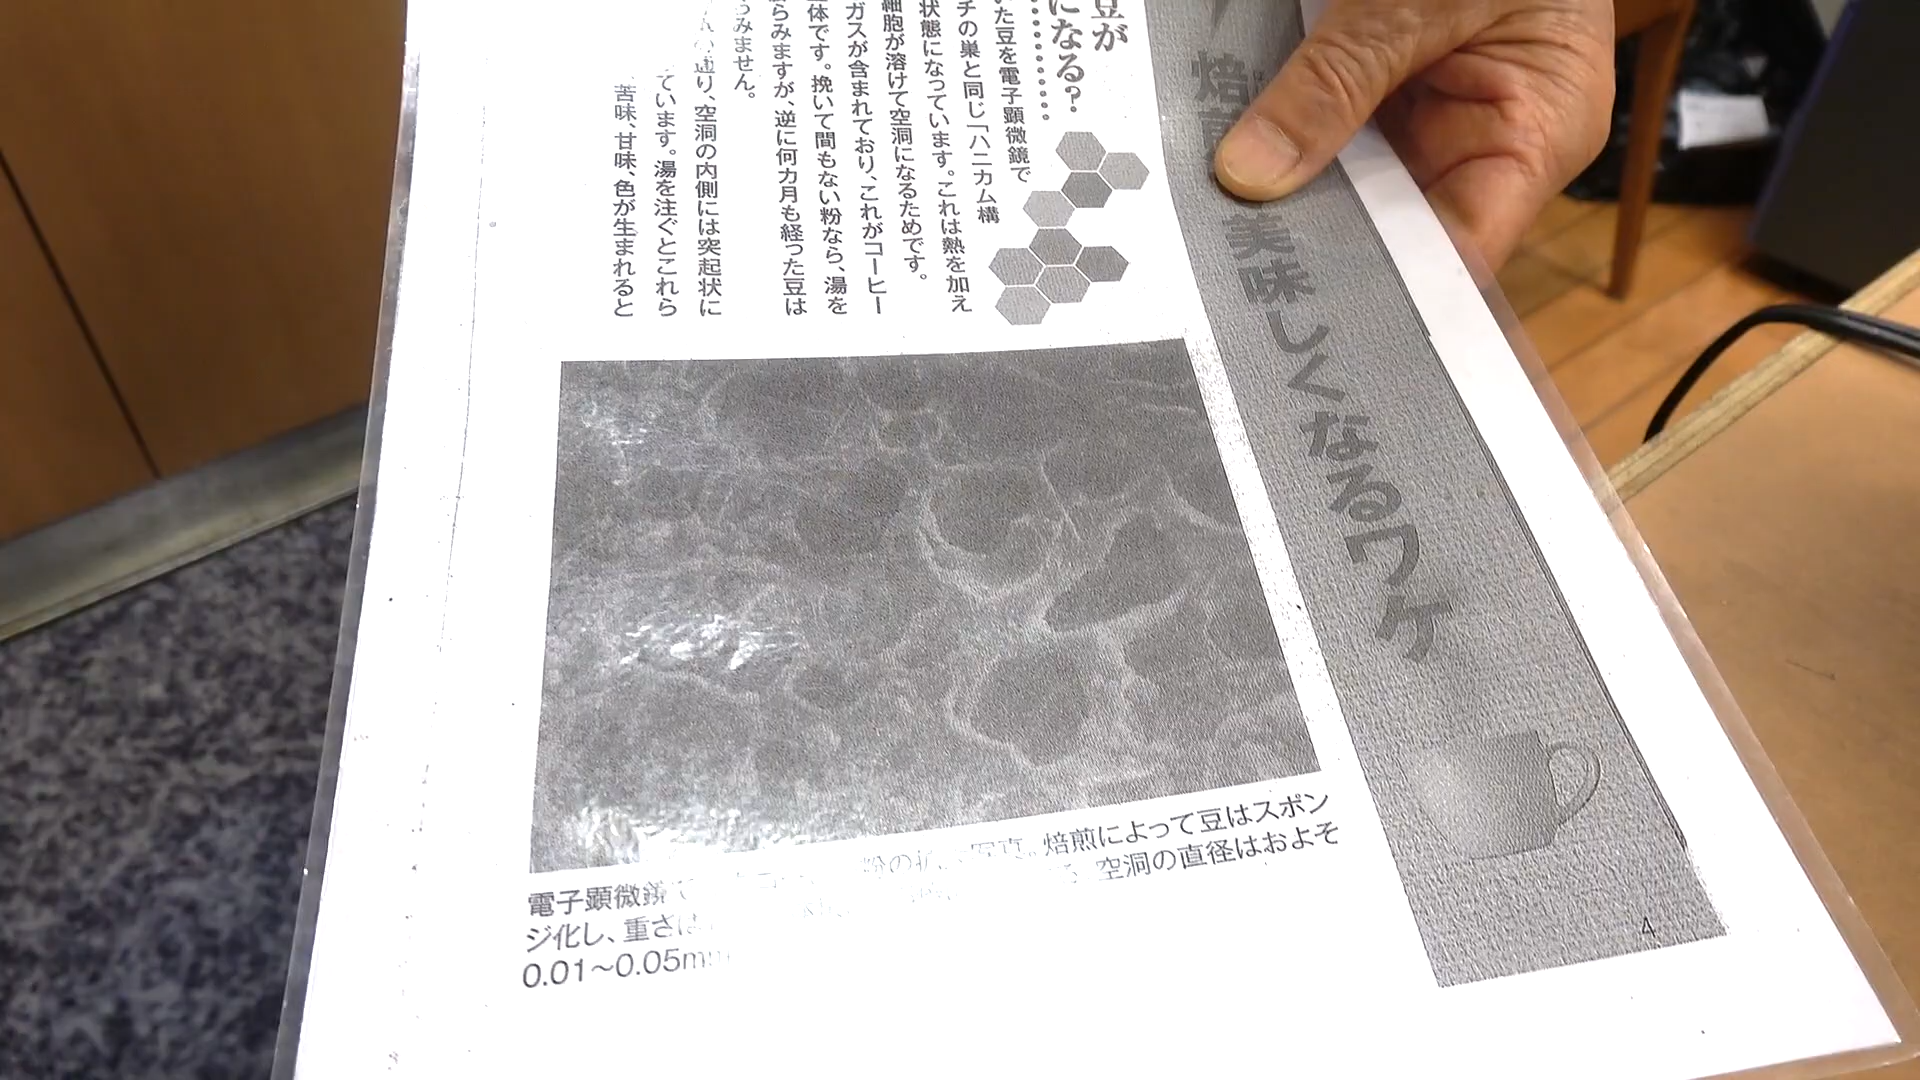 焙
美味しくなるワケ
豆が
になる?
いた豆を電子顕微鏡で
チの巣と同じ「ハニカム構
状態になっています。これは熱を加え
細胞が溶けて空洞になるためです。
ガスが含まれており、これがコーヒー
体です。挽いて間もない粉なら、湯を
膨らみますが、逆に何カ月も経った豆は
らみません。
通り、空洞の内側には突起状に
ています。湯を注ぐとこれら
苦味、甘味、色が生まれると
電子顕微鏡で 粉の 写真。焙煎によって豆はスポン
ジ化し、重さは 空洞の直径はおよそ
0.01〜0.05mm
4